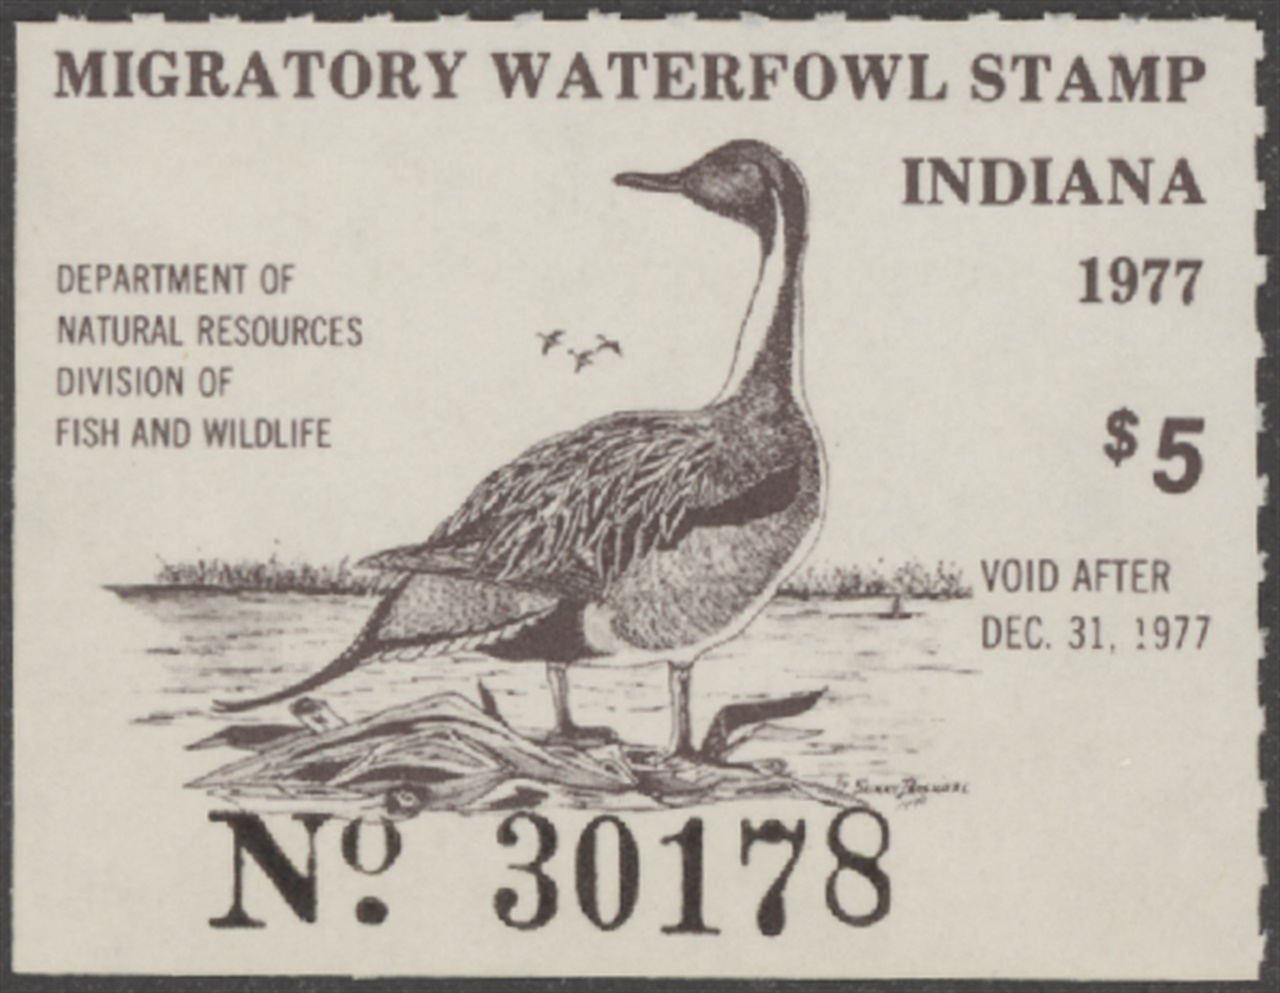 MIGRATORY WATERFOWL STAMP
INDIANA
1977
DEPARTMENT OF
NATURAL RESOURCES
DIVISION OF
FISH AND WILDLIFE
$5
VOID AFTER
DEC. 31, 1977
Nº 30178